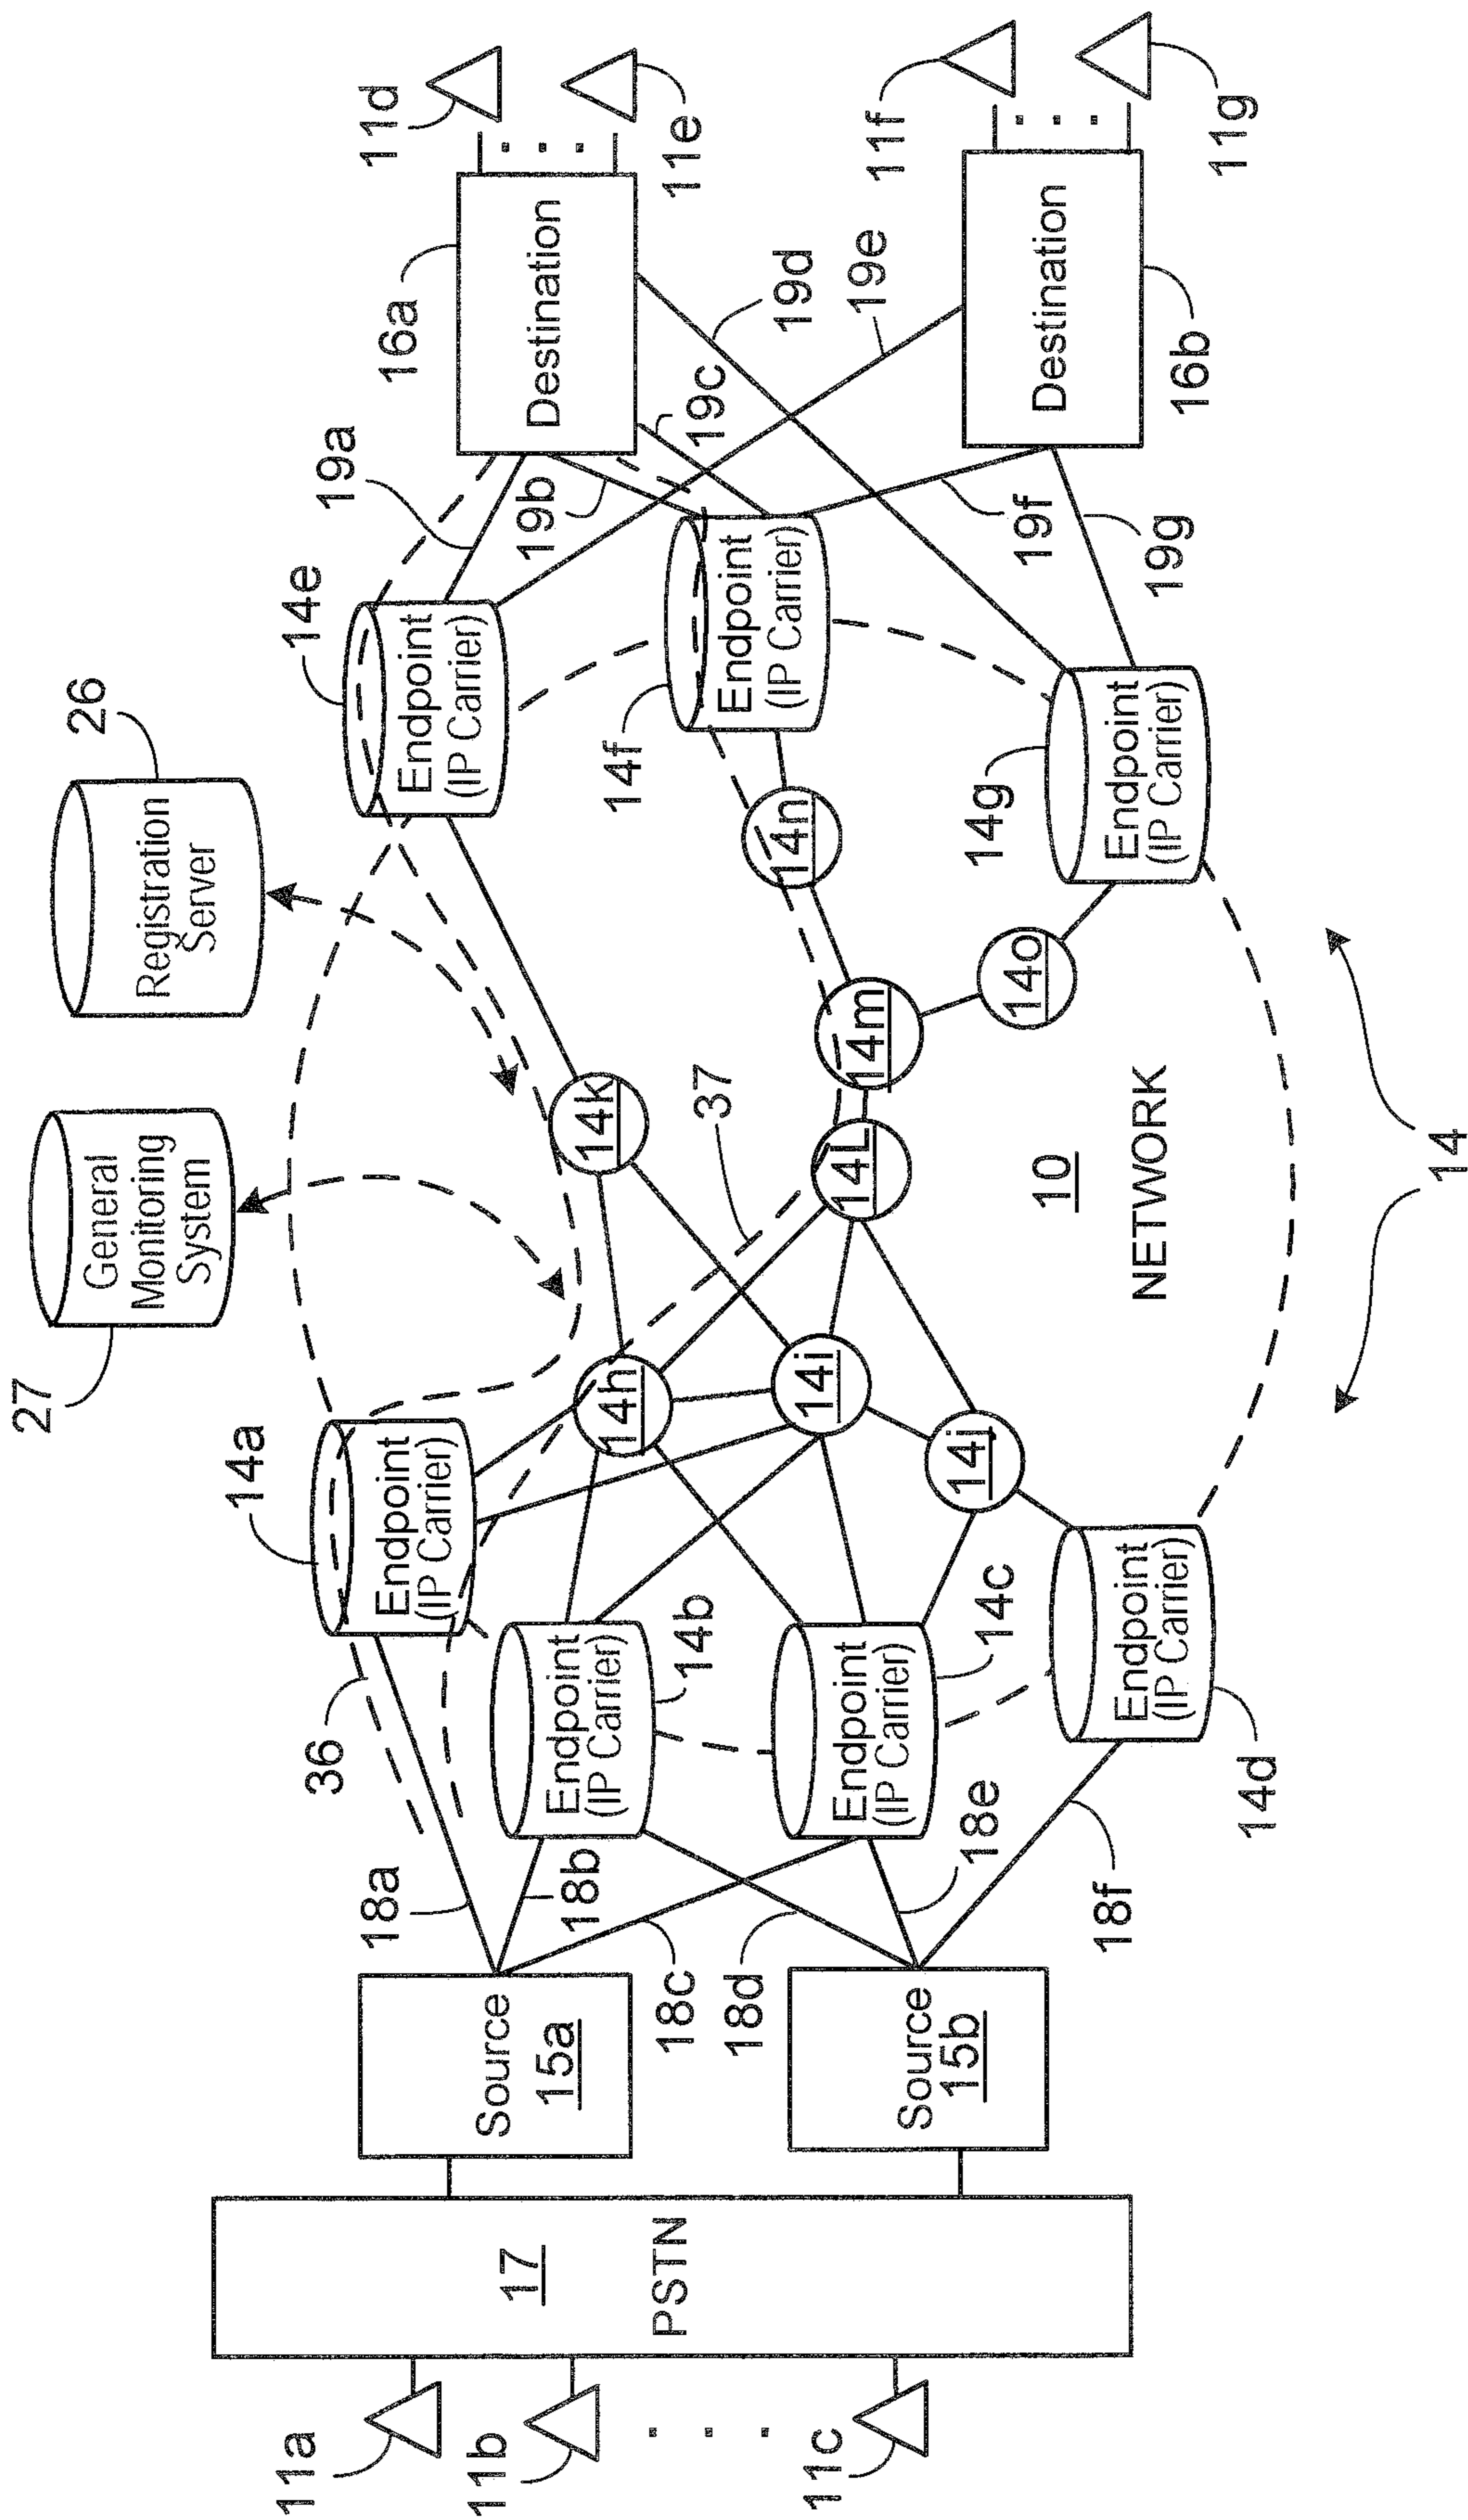 27
General
Monitoring
System
26
Registration
Server
14a
Endpoint
(IP Carrier)
14e
Endpoint
(IP Carrier)
36
18a
18b
18c
18d
18e
18f
11a
11b
11c
17
PSTN
Source
15a
Source
15b
Endpoint
(IP Carrier)
14b
Endpoint
(IP Carrier)
14c
Endpoint
(IP Carrier)
14d
14h
14i
14j
14k
37
14L
14m
14n
14o
14f
Endpoint
(IP Carrier)
14g
Endpoint
(IP Carrier)
10
NETWORK
14
19a
19b
19c
19d
19e
19f
19g
16a
Destination
Destination
16b
11d
11e
11f
11g